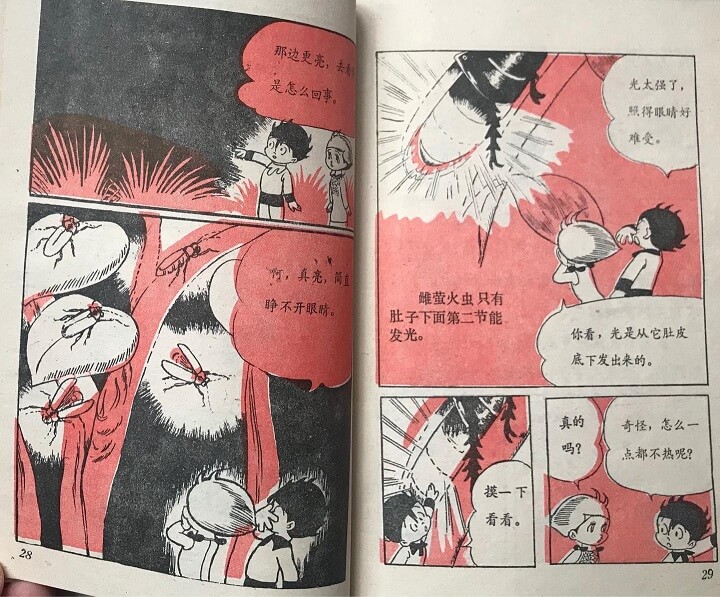 那边更亮，去看看
是怎么回事。
啊，真亮，简直
睁不开眼睛。
28
光太强了，
照得眼睛好
难受。
雌萤火虫只有
肚子下面第二节能
发光。
你看，光是从它肚皮
底下发出来的。
摸一下
看看。
真的
吗？
奇怪，怎么一
点都不热呢？
29